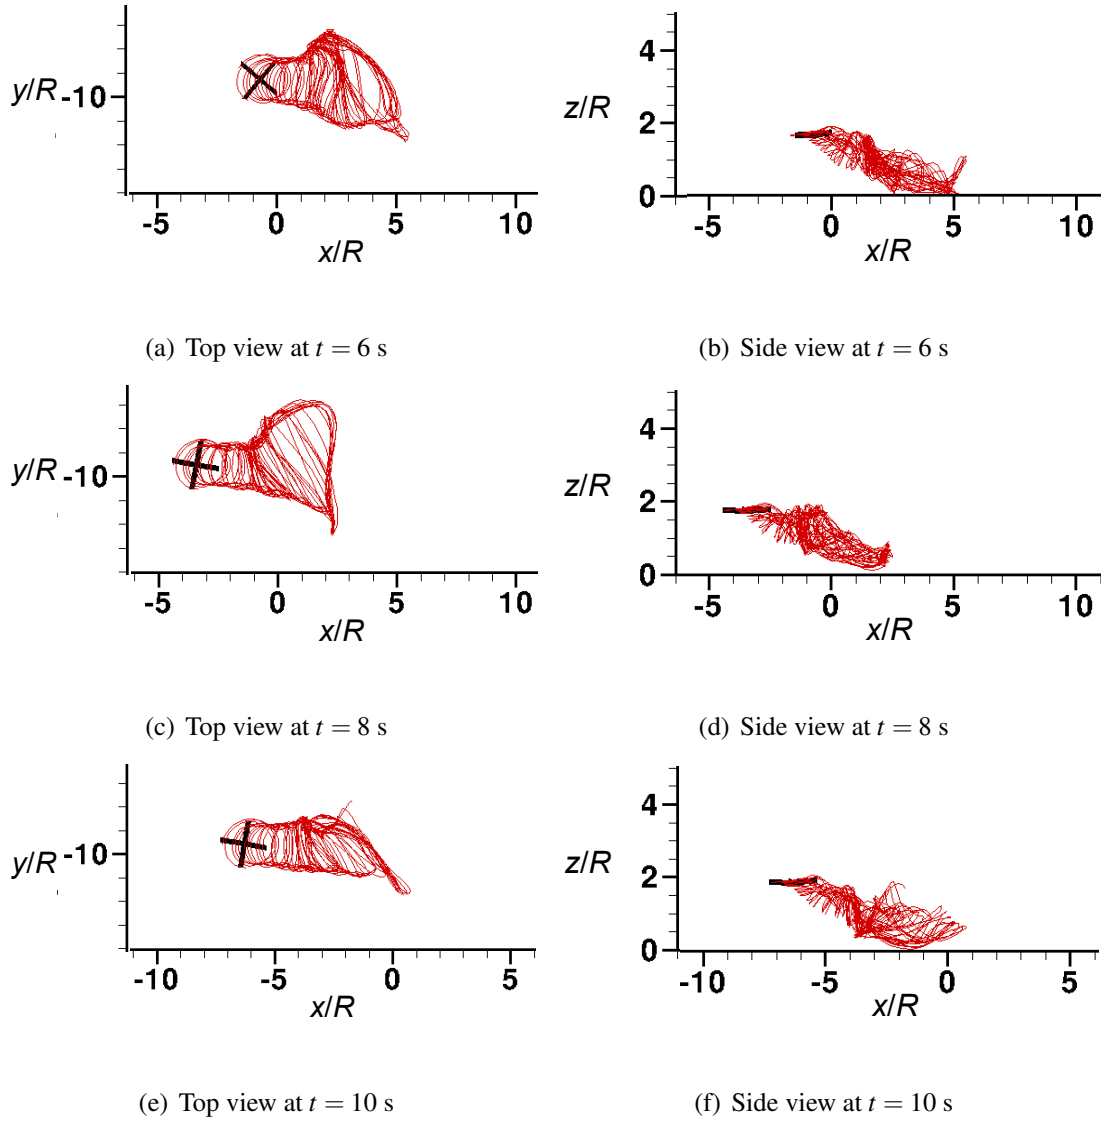 y/R -10
-5 0 5 10
x/R
z/R
4
2
0
-5 0 5 10
x/R
(a) Top view at t = 6 s
(b) Side view at t = 6 s
y/R -10
-5 0 5 10
x/R
z/R
4
2
0
-5 0 5 10
x/R
(c) Top view at t = 8 s
(d) Side view at t = 8 s
y/R -10
-10 -5 0 5
x/R
z/R
4
2
0
-10 -5 0 5
x/R
(e) Top view at t = 10 s
(f) Side view at t = 10 s